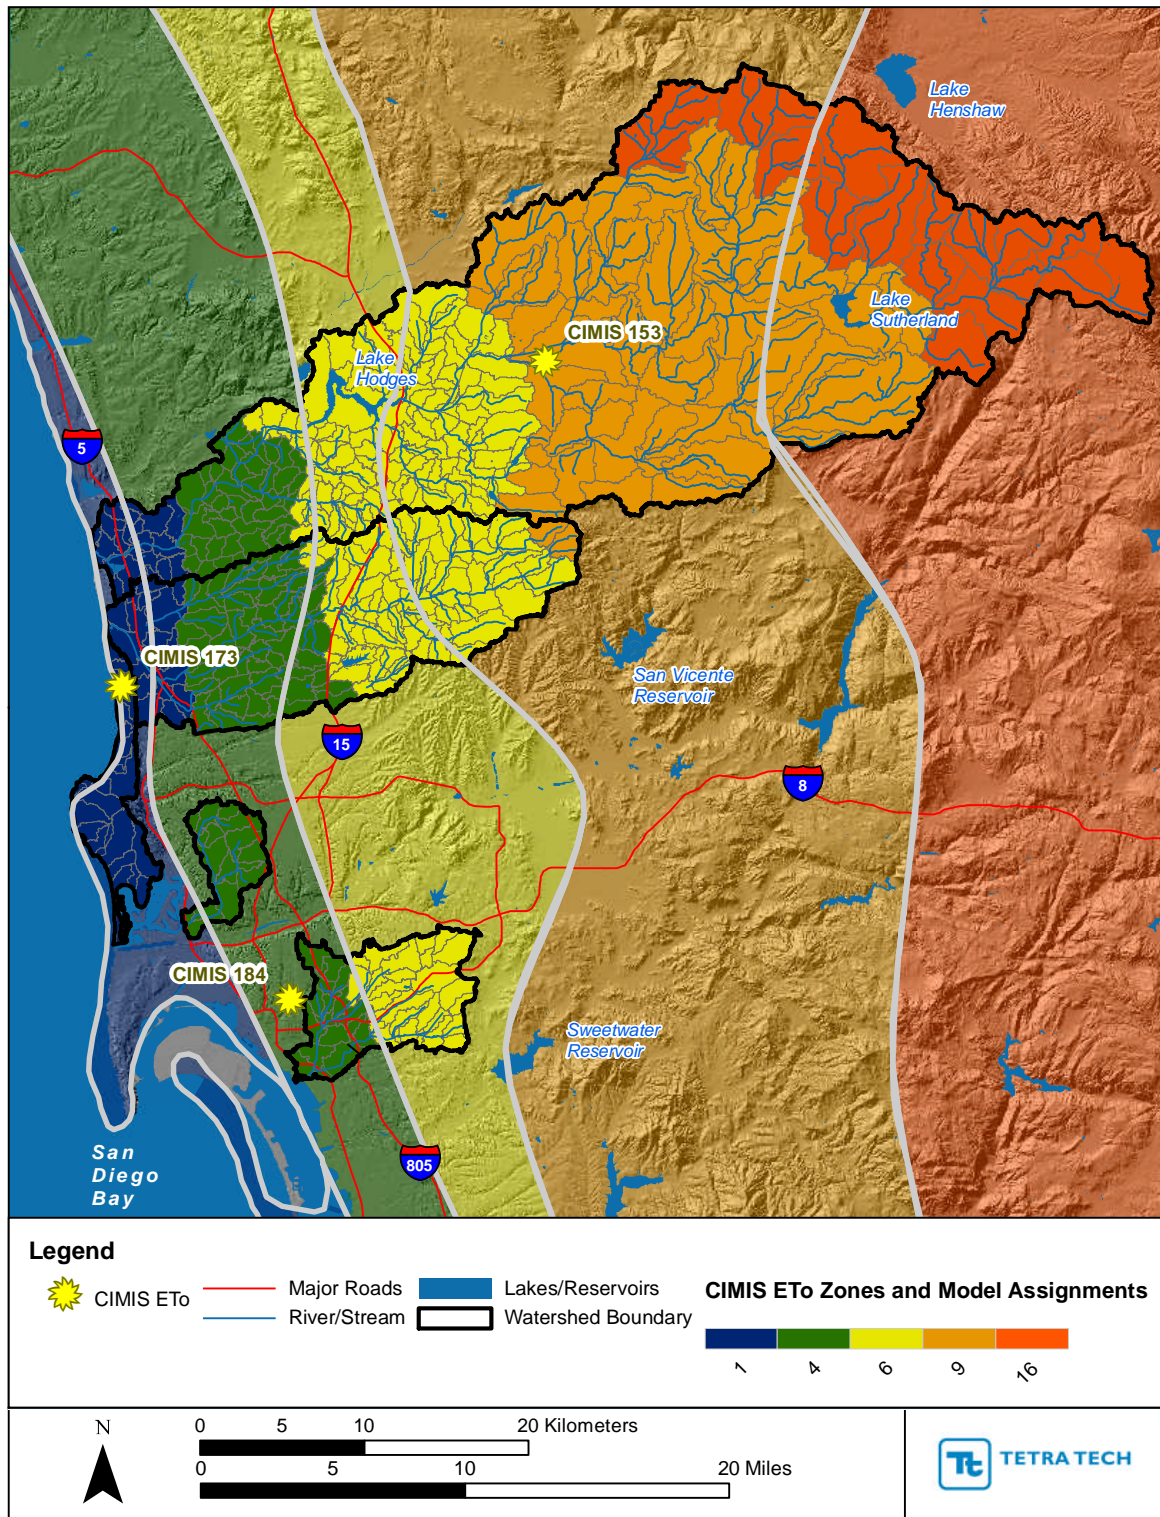 Lake
Henshaw
Lake
Sutherland
CIMIS 153
Lake
Hodges
5
CIMIS 173
San Vicente
Reservoir
15
8
CIMIS 184
Sweetwater
Reservoir
San
Diego
Bay
805
Legend
CIMIS ETo
Major Roads
River/Stream
Lakes/Reservoirs
Watershed Boundary
CIMIS ETo Zones and Model Assignments
1 4 6 9 16
N
0 5 10 20 Kilometers
0 5 10 20 Miles
Tt TETRA TECH